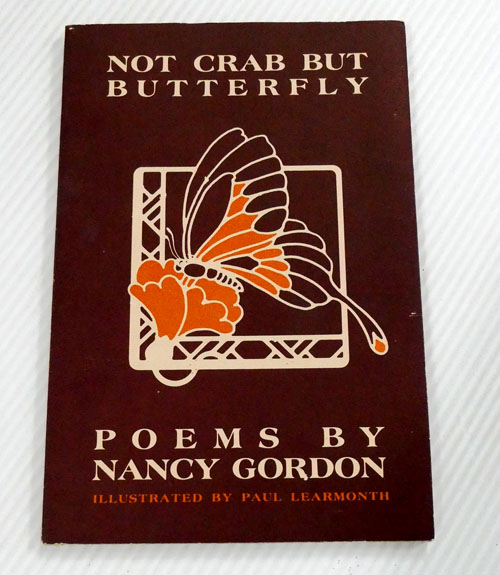 NOT CRAB BUT
BUTTERFLY
POEMS BY
NANCY GORDON
ILLUSTRATED BY PAUL LEARMONTH